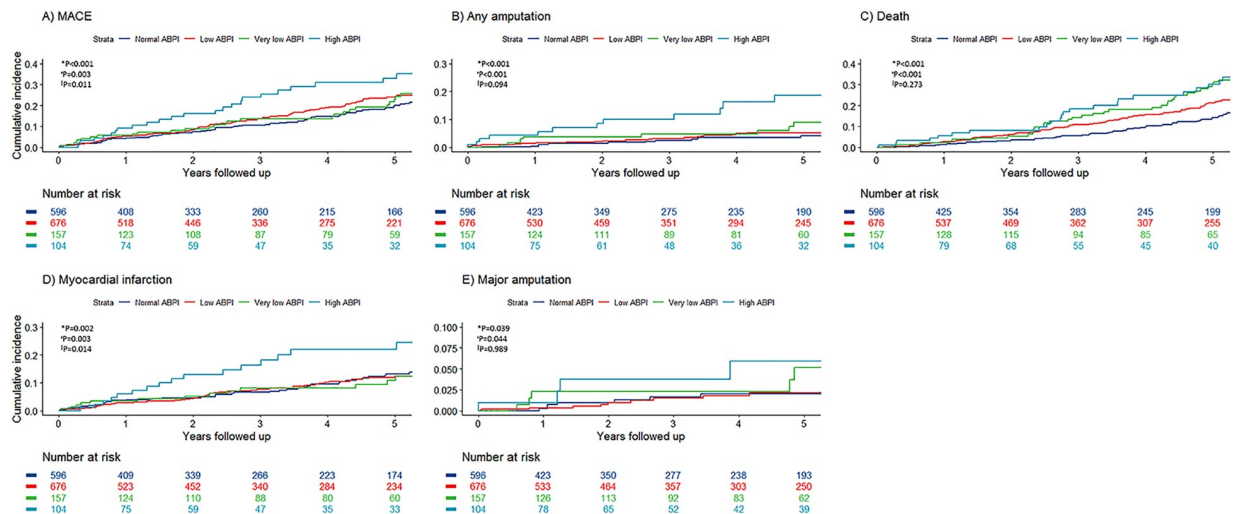 A) MACE
Strata Normal ABPI Low ABPI Very low ABPI High ABPI
*P<0.001
P=0.003
‡P=0.011
Cumulative incidence
0.4
0.3
0.2
0.1
0.0
0 1 2 3 4 5
Years followed up
Number at risk
596 408 333 260 215 166
676 518 446 336 275 221
157 123 108 87 79 59
104 74 59 47 35 32
B) Any amputation
Strata Normal ABPI Low ABPI Very low ABPI High ABPI
*P<0.001
P<0.001
‡P=0.094
0.3
0.2
0.1
0.0
0 1 2 3 4 5
Years followed up
Number at risk
596 423 349 275 235 190
676 530 459 351 294 245
157 124 111 89 81 60
104 75 61 48 36 32
C) Death
Strata Normal ABPI Low ABPI Very low ABPI High ABPI
*P<0.001
P<0.001
‡P=0.273
0.4
0.3
0.2
0.1
0.0
0 1 2 3 4 5
Years followed up
Number at risk
596 425 354 283 245 199
676 537 469 362 307 255
157 128 115 94 85 65
104 79 68 55 45 40
D) Myocardial infarction
Strata Normal ABPI Low ABPI Very low ABPI High ABPI
*P=0.002
P=0.003
‡P=0.014
Cumulative incidence
0.3
0.2
0.1
0.0
0 1 2 3 4 5
Years followed up
Number at risk
596 409 339 266 223 174
676 523 452 340 284 234
157 124 110 88 80 60
104 75 59 47 35 33
E) Major amputation
Strata Normal ABPI Low ABPI Very low ABPI High ABPI
*P=0.039
P=0.044
‡P=0.989
0.100
0.075
0.050
0.025
0.000
0 1 2 3 4 5
Years followed up
Number at risk
596 423 350 277 238 193
676 533 464 357 303 250
157 126 113 92 83 62
104 78 65 52 42 39